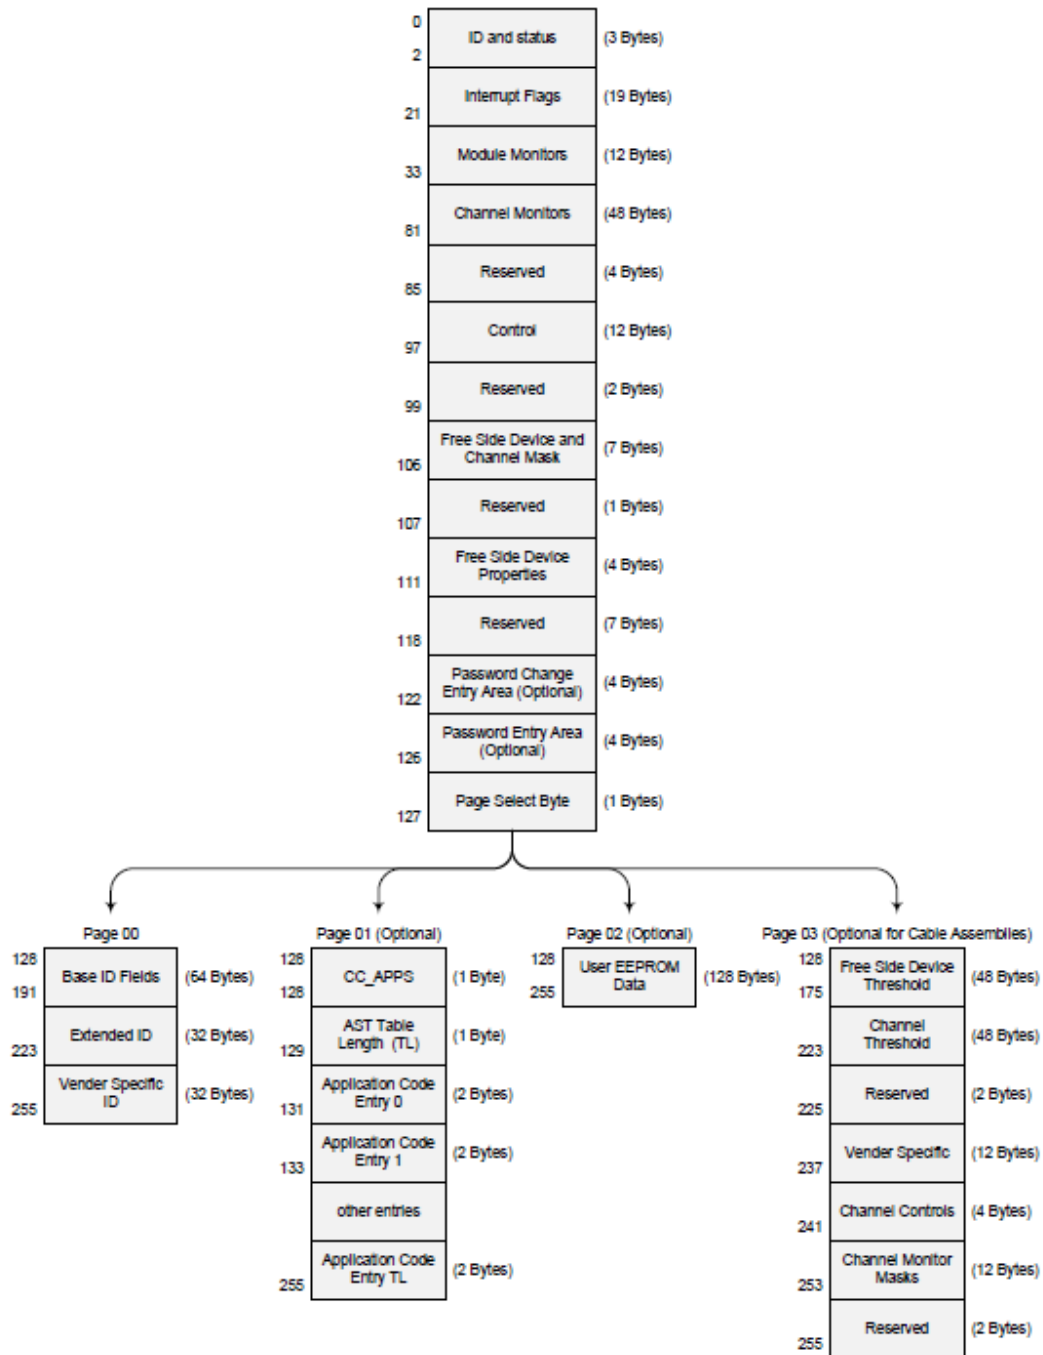 0
ID and status (3 Bytes)
2
Interrupt Flags (19 Bytes)
21
Module Monitors (12 Bytes)
33
Channel Monitors (48 Bytes)
81
Reserved (4 Bytes)
85
Control (12 Bytes)
97
Reserved (2 Bytes)
99
Free Side Device and
Channel Mask
(7 Bytes)
106
Reserved (1 Bytes)
107
Free Side Device
Properties
(4 Bytes)
111
Reserved (7 Bytes)
118
Password Change
Entry Area (Optional)
(4 Bytes)
122
Password Entry Area
(Optional)
(4 Bytes)
126
Page Select Byte (1 Bytes)
127
Page 00
128
Base ID Fields (64 Bytes)
191
Extended ID (32 Bytes)
223
Vender Specific
ID
(32 Bytes)
255
Page 01 (Optional)
128
CC_APPS (1 Byte)
128
AST Table
Length (TL)
(1 Byte)
129
Application Code
Entry 0
(2 Bytes)
131
Application Code
Entry 1
(2 Bytes)
133
other entries
Application Code
Entry TL
(2 Bytes)
255
Page 02 (Optional)
128
User EEPROM
Data
(128 Bytes)
255
Page 03 (Optional for Cable Assemblies)
128
Free Side Device
Threshold
(48 Bytes)
175
Channel
Threshold
(48 Bytes)
223
Reserved (2 Bytes)
225
Vender Specific (12 Bytes)
237
Channel Controls (4 Bytes)
241
Channel Monitor
Masks
(12 Bytes)
253
Reserved (2 Bytes)
255